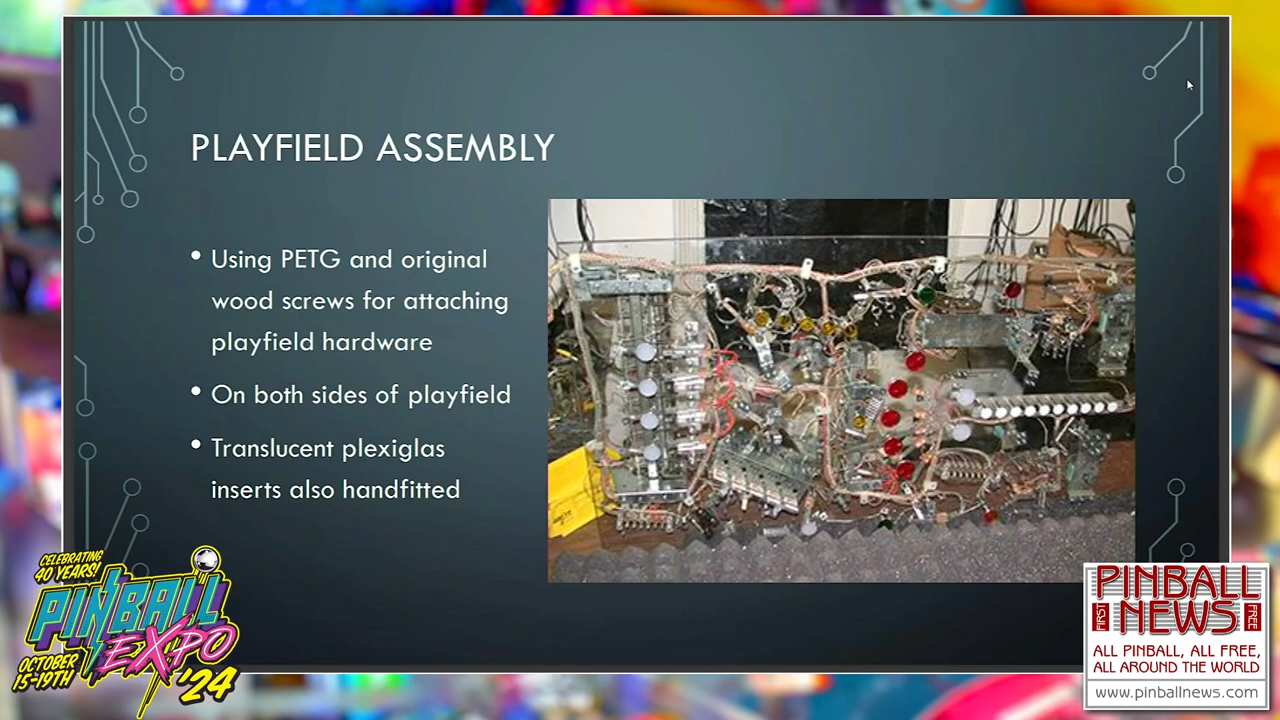 PLAYFIELD ASSEMBLY
• Using PETG and original
wood screws for attaching
playfield hardware
• On both sides of playfield
• Translucent plexiglas
inserts also handfitted
CELEBRATING
40 YEARS!
PINBALL
EXPO
OCTOBER
15-19TH
'24
PINBALL
FIRST NEWS FREE
ALL PINBALL, ALL FREE,
ALL AROUND THE WORLD
www.pinballnews.com